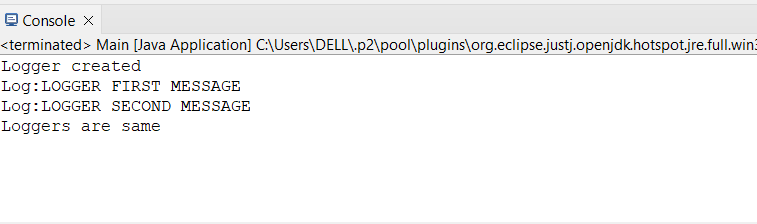 Console
<terminated> Main [Java Application] C:\Users\DELL\.p2\pool\plugins\org.eclipse.justj.openjdk.hotspot.jre.full.win3
Logger created
Log:LOGGER FIRST MESSAGE
Log:LOGGER SECOND MESSAGE
Loggers are same